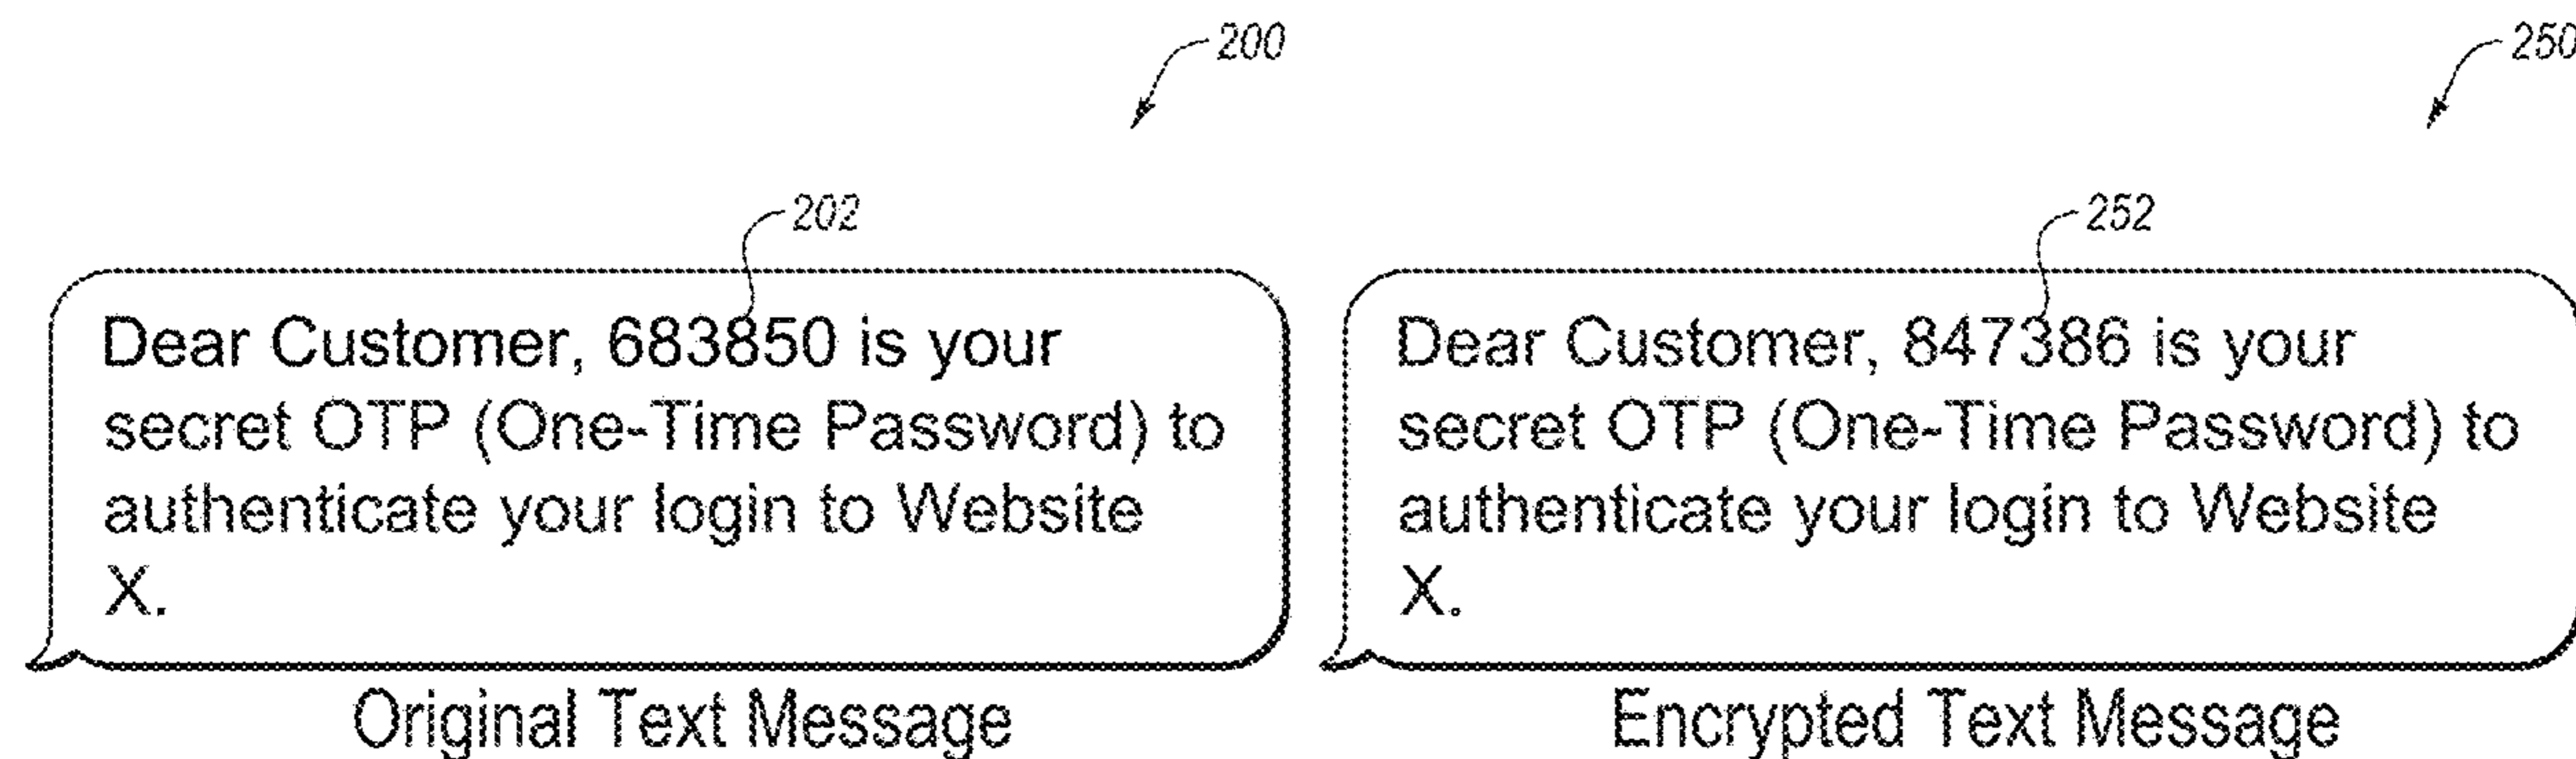 200
250
202
252
Dear Customer, 683850 is your
secret OTP (One-Time Password) to
authenticate your login to Website
X.
Original Text Message
Dear Customer, 847386 is your
secret OTP (One-Time Password) to
authenticate your login to Website
X.
Encrypted Text Message